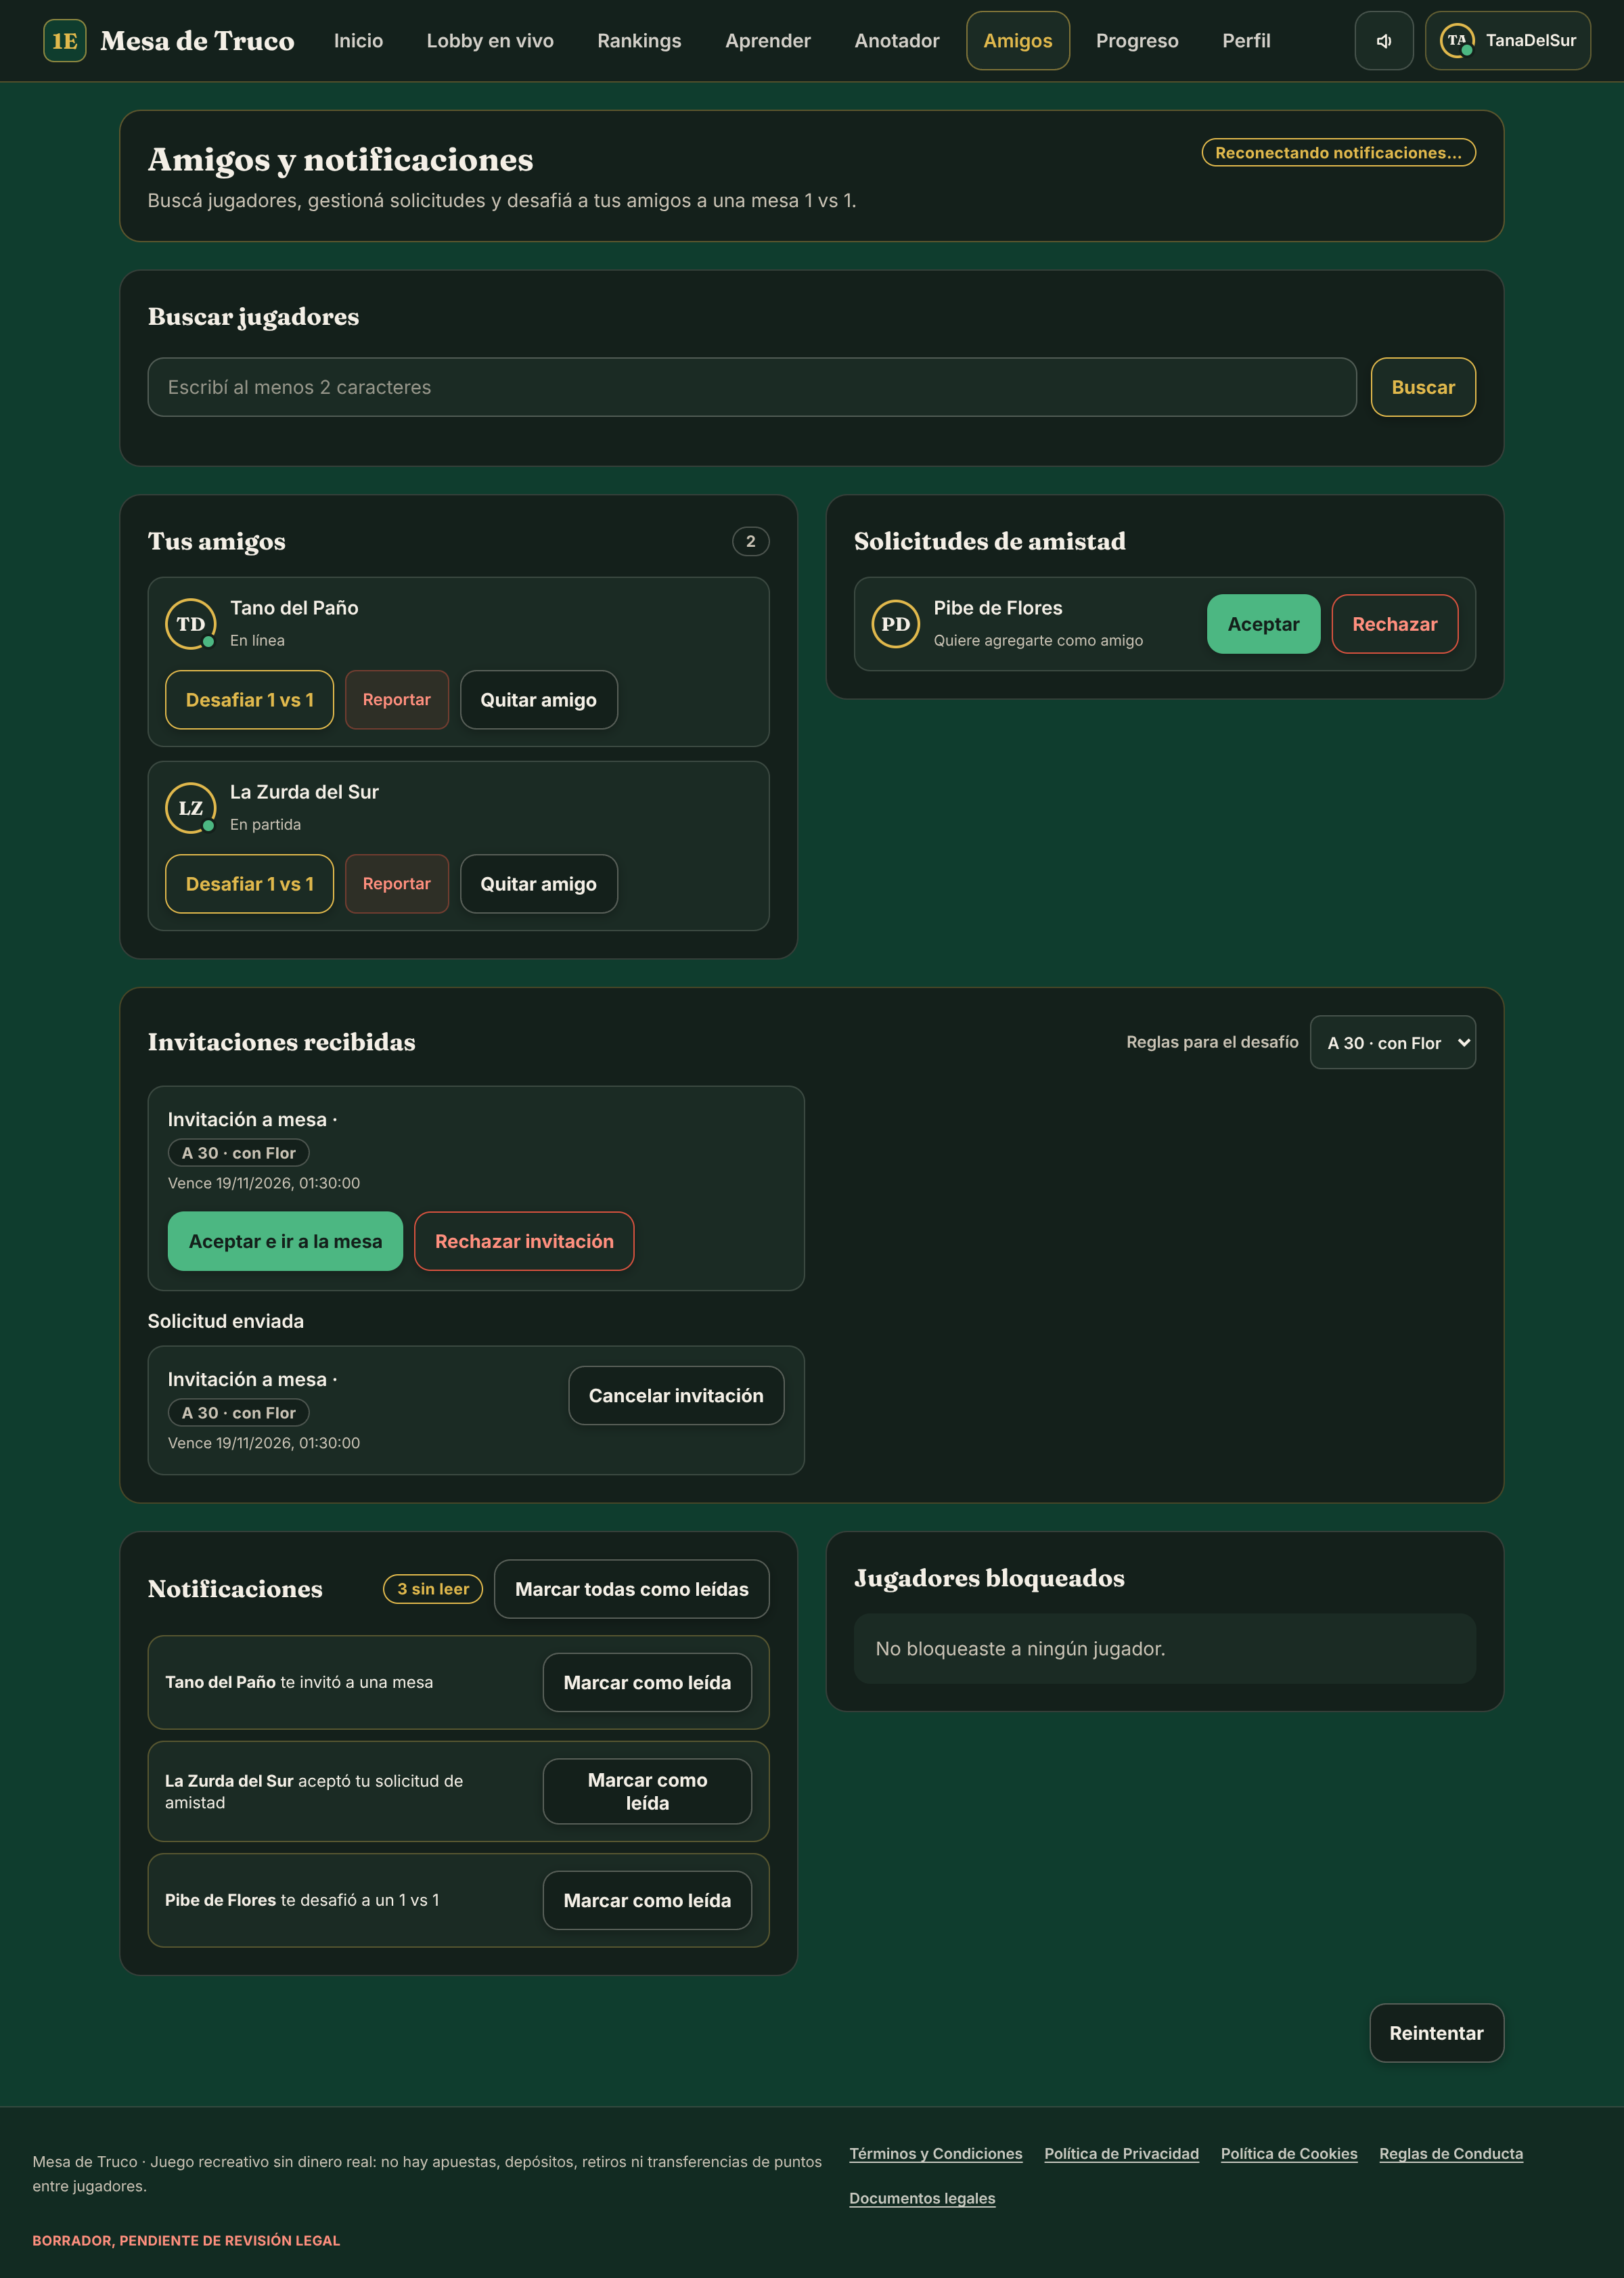 1E Mesa de Truco Inicio Lobby en vivo Rankings Aprender Anotador Amigos Progreso Perfil TA TanaDelSur
Amigos y notificaciones
Reconectando notificaciones...
Buscá jugadores, gestioná solicitudes y desafiá a tus amigos a una mesa 1 vs 1.
Buscar jugadores
Escribí al menos 2 caracteres
Buscar
Tus amigos
2
TD
Tano del Paño
En línea
Desafiar 1 vs 1
Reportar
Quitar amigo
LZ
La Zurda del Sur
En partida
Desafiar 1 vs 1
Reportar
Quitar amigo
Solicitudes de amistad
PD
Pibe de Flores
Quiere agregarte como amigo
Aceptar
Rechazar
Invitaciones recibidas
Reglas para el desafío
A 30 · con Flor
Invitación a mesa ·
A 30 · con Flor
Vence 19/11/2026, 01:30:00
Aceptar e ir a la mesa
Rechazar invitación
Solicitud enviada
Invitación a mesa ·
A 30 · con Flor
Vence 19/11/2026, 01:30:00
Cancelar invitación
Notificaciones
3 sin leer
Marcar todas como leídas
Tano del Paño te invitó a una mesa
Marcar como leída
La Zurda del Sur aceptó tu solicitud de
amistad
Marcar como
leída
Pibe de Flores te desafió a un 1 vs 1
Marcar como leída
Jugadores bloqueados
No bloqueaste a ningún jugador.
Reintentar
Mesa de Truco · Juego recreativo sin dinero real: no hay apuestas, depósitos, retiros ni transferencias de puntos
entre jugadores.
BORRADOR, PENDIENTE DE REVISIÓN LEGAL
Términos y Condiciones Política de Privacidad Política de Cookies Reglas de Conducta
Documentos legales